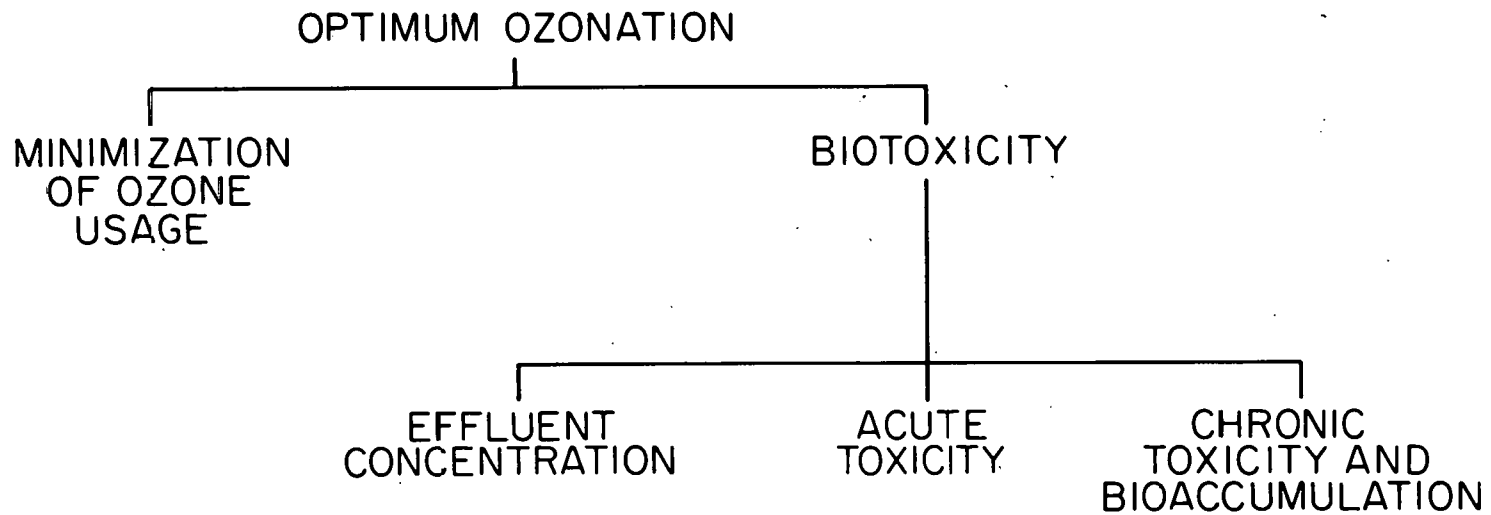 OPTIMUM OZONATION
MINIMIZATION
OF OZONE
USAGE
BIOTOXICITY
EFFLUENT
CONCENTRATION
ACUTE
TOXICITY
CHRONIC
TOXICITY AND
BIOACCUMULATION